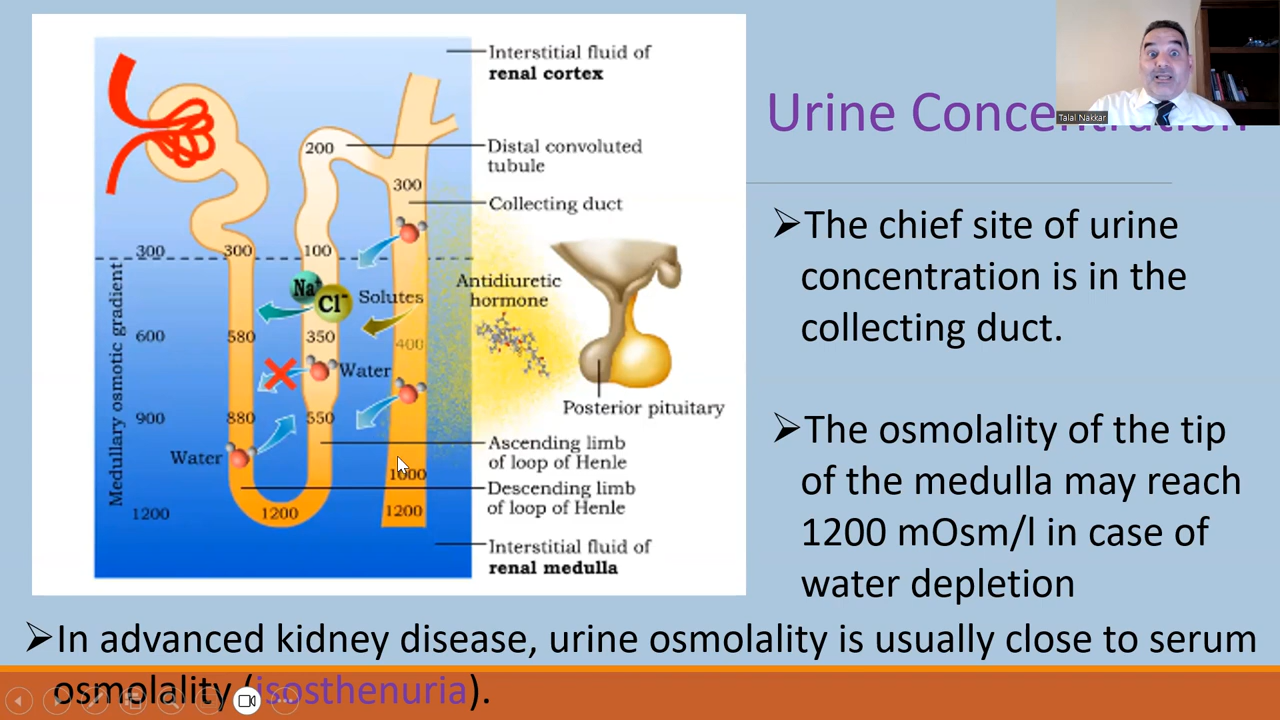 Interstitial fluid of
renal cortex
200
Distal convoluted
tubule
300
Collecting duct
300
300
100
Na+
Cl-
Solutes
Antidiuretic
hormone
Medullary osmotic gradient
600
580
350
400
Water
900
880
550
Posterior pituitary
Water
Ascending limb
of loop of Henle
1000
Descending limb
of loop of Henle
1200
1200
1200
Interstitial fluid of
renal medulla
Talal Nakkar
Urine Concentration
➢The chief site of urine
concentration is in the
collecting duct.
➢The osmolality of the tip
of the medulla may reach
1200 mOsm/l in case of
water depletion
➢In advanced kidney disease, urine osmolality is usually close to serum
osmolality (isosthenuria).